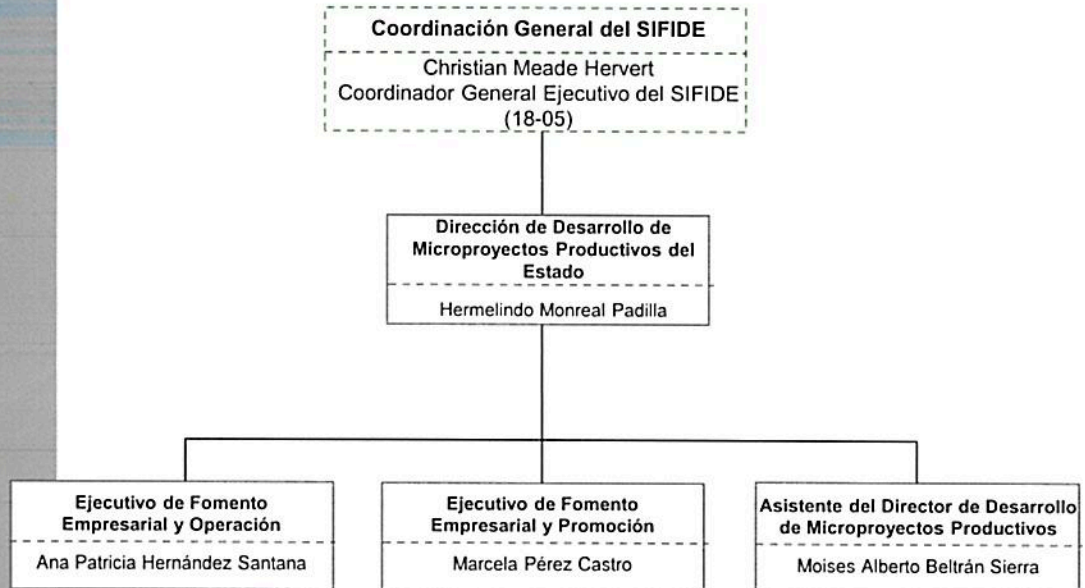 Coordinación General del SIFIDE
Christian Meade Hervert
Coordinador General Ejecutivo del SIFIDE
(18-05)
Dirección de Desarrollo de
Microproyectos Productivos del
Estado
Hermelindo Monreal Padilla
Ejecutivo de Fomento
Empresarial y Operación
Ana Patricia Hernández Santana
Ejecutivo de Fomento
Empresarial y Promoción
Marcela Pérez Castro
Asistente del Director de Desarrollo
de Microproyectos Productivos
Moises Alberto Beltrán Sierra